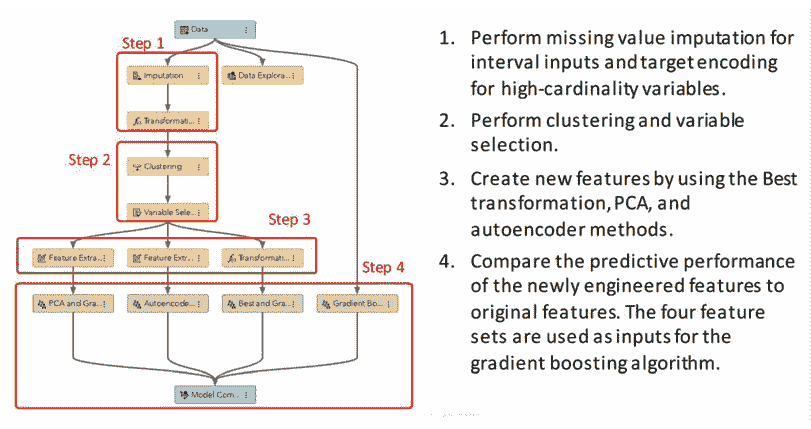 Data
Step 1
Imputation
Data Explora...
Transformati...
Step 2
Clustering
Variable Sele...
Step 3
Feature Extra...
Feature Extr...
Transformati...
Step 4
PCA and Gra...
Autoencode...
Best and Gra...
Gradient Bo...
Model Com...
1. Perform missing value imputation for
interval inputs and target encoding
for high-cardinality variables.
2. Perform clustering and variable
selection.
3. Create new features by using the Best
transformation, PCA, and
autoencoder methods.
4. Compare the predictive performance
of the newly engineered features to
original features. The four feature
sets are used as inputs for the
gradient boosting algorithm.